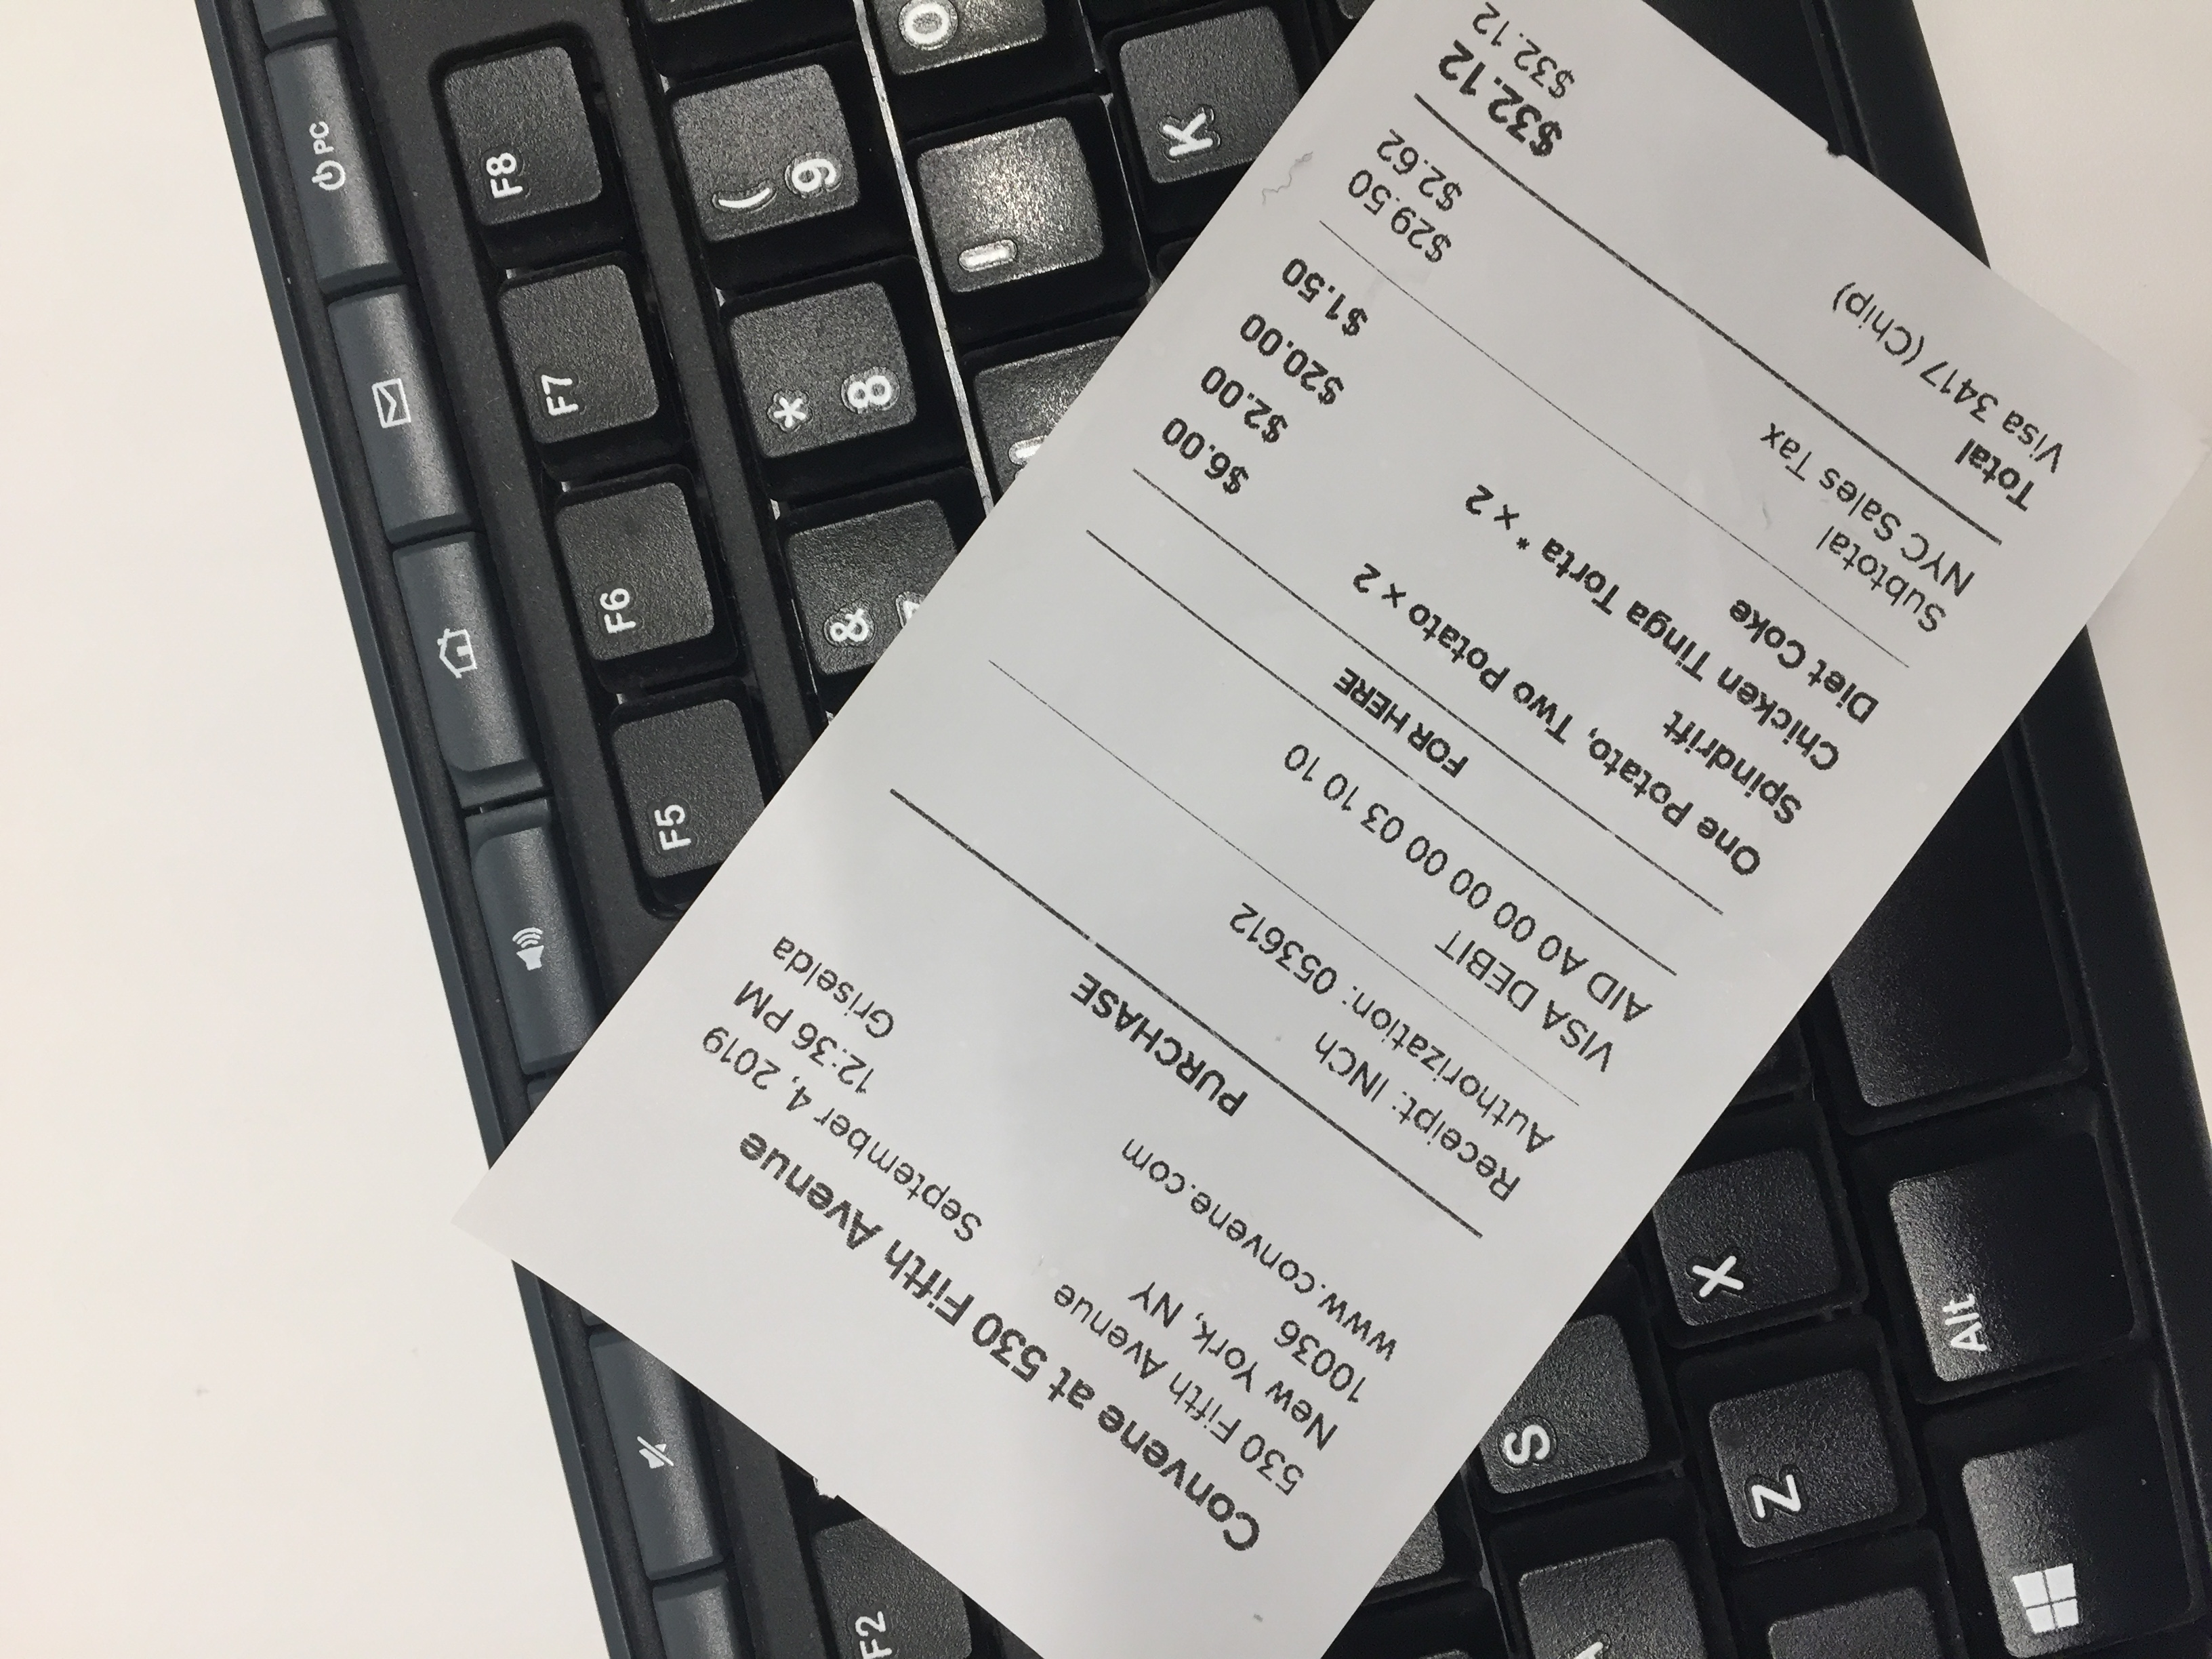 Convene at 530 Fifth Avenue
530 Fifth Avenue
September 4, 2019
New York, NY
12:36 PM
10036
Griselda
www.convene.com
PURCHASE
Receipt: INCh
Authorization: 053612
VISA DEBIT
AID A0 00 00 00 03 10 10
FOR HERE
One Potato, Two Potato x 2 $6.00
Spindrift $2.00
Chicken Tinga Torta * x 2 $20.00
Diet Coke $1.50
Subtotal $29.50
NYC Sales Tax $2.62
Total $32.12
Visa 3417 (Chip) $32.12
PC
F2 F5 F6 F7 F8
& * (
8 9
I O
S K
Z X
Alt